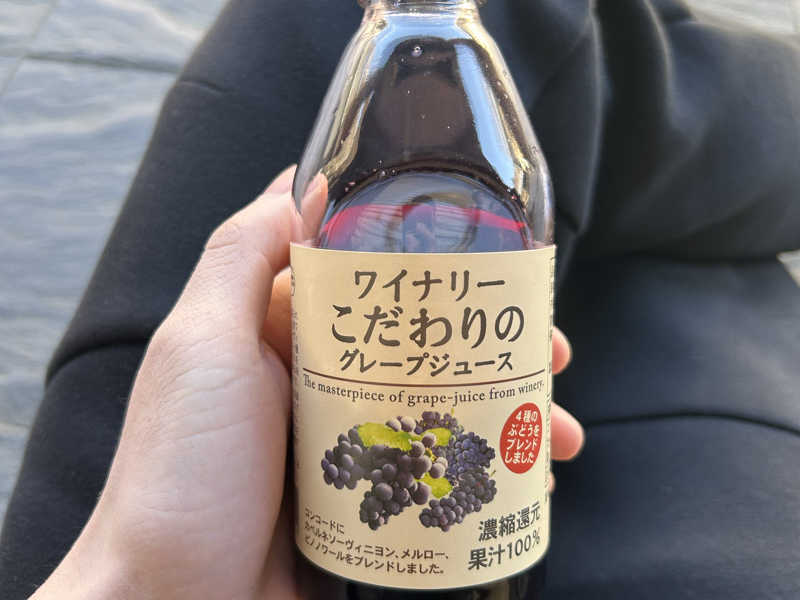 ワイナリー
こだわりの
グレープジュース
The masterpiece of grape-juice from winery.
4種の
ぶどうを
ブレンド
しました
コンコードに
カベルネソーヴィニヨン、メルロー、
ピノノワールをブレンドしました。
濃縮還元
果汁100%